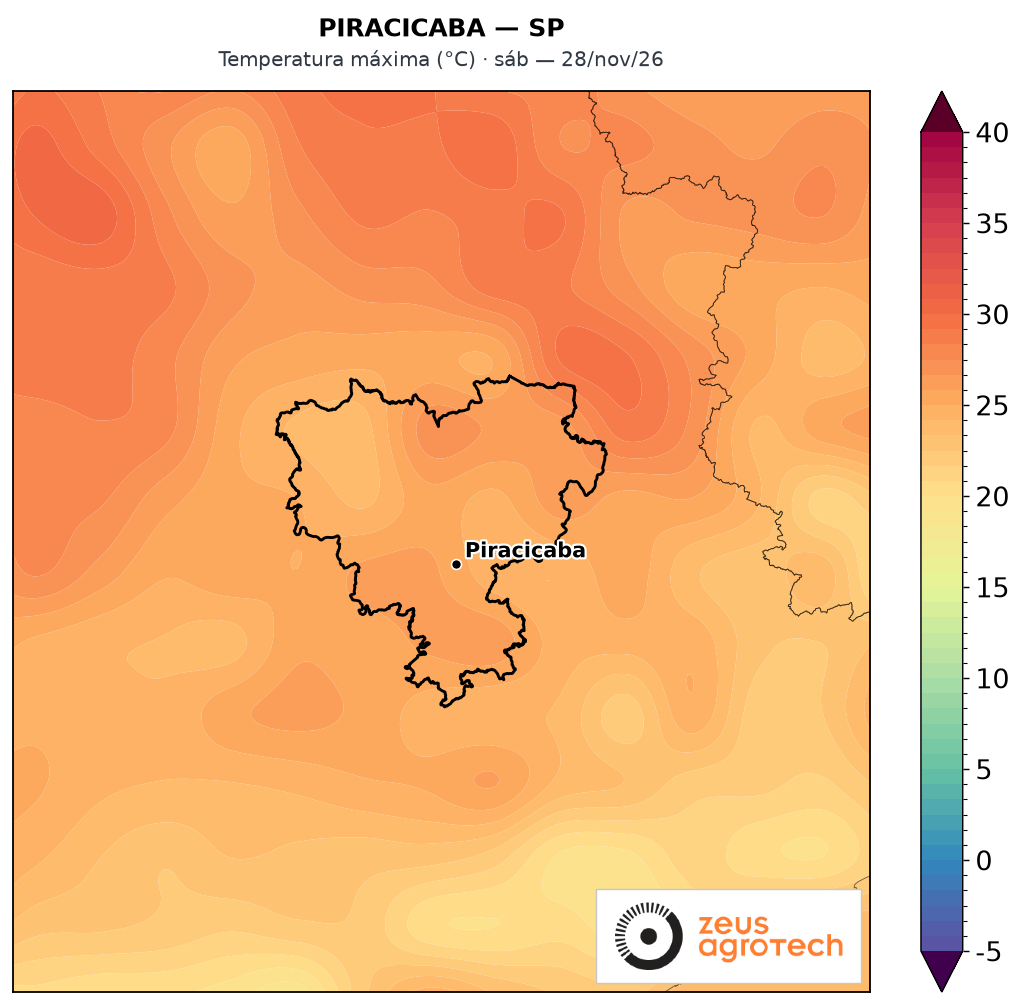 PIRACICABA — SP
Temperatura máxima (°C) · sáb — 28/nov/26
40
35
30
25
20
15
10
5
0
-5
Piracicaba
zeus
agrotech